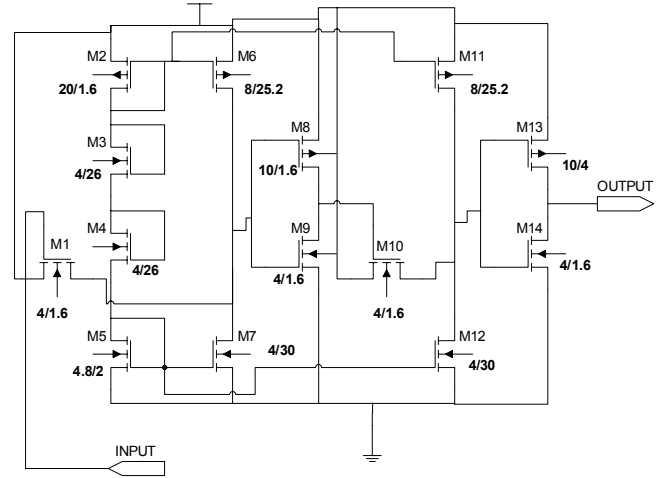 M2
M6
M11
20/1.6
8/25.2
8/25.2
M3
M8
M13
4/26
10/1.6
10/4
OUTPUT
M4
M9
M14
M1
M10
4/26
4/1.6
4/1.6
4/1.6
4/1.6
M5
M7
4/30
M12
4.8/2
4/30
INPUT